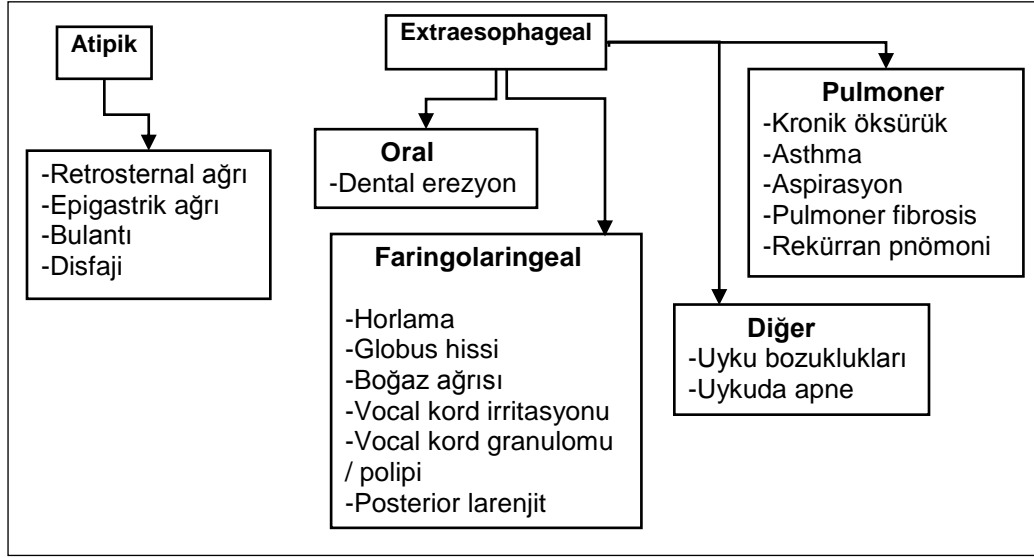 Atipik
-Retrosternal ağrı
-Epigastrik ağrı
-Bulantı
-Disfaji
Extraesophageal
Oral
-Dental erezyon
Faringolaringeal
-Horlama
-Globus hissi
-Boğaz ağrısı
-Vocal kord irritasyonu
-Vocal kord granulomu
/ polipi
-Posterior larenjit
Pulmoner
-Kronik öksürük
-Asthma
-Aspirasyon
-Pulmoner fibrosis
-Rekürran pnömoni
Diğer
-Uyku bozuklukları
-Uykuda apne